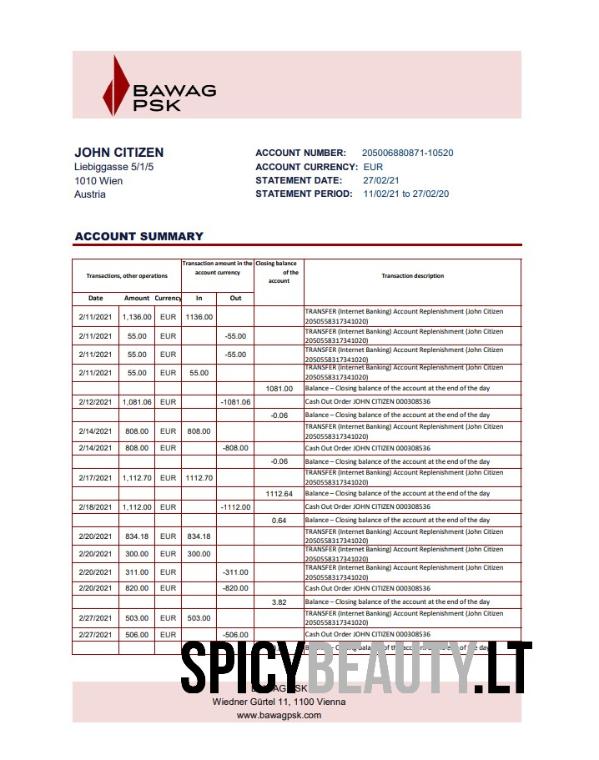 BAWAG
PSK
JOHN CITIZEN
Liebiggasse 5/1/5
1010 Wien
Austria
ACCOUNT NUMBER: 205006880871-10520
ACCOUNT CURRENCY: EUR
STATEMENT DATE: 27/02/21
STATEMENT PERIOD: 11/02/21 to 27/02/20
ACCOUNT SUMMARY
Transactions, other operations
Transaction amount in the
account currency
Closing balance
of the
account
Transaction description
Date Amount Currency In Out
2/11/2021 1,136.00 EUR 1136.00 TRANSFER (Internet Banking) Account Replenishment (John Citizen
2050558317341020)
2/11/2021 55.00 EUR -55.00 TRANSFER (Internet Banking) Account Replenishment (John Citizen
2050558317341020)
2/11/2021 55.00 EUR -55.00 TRANSFER (Internet Banking) Account Replenishment (John Citizen
2050558317341020)
2/11/2021 55.00 EUR 55.00 TRANSFER (Internet Banking) Account Replenishment (John Citizen
2050558317341020)
1081.00 Balance – Closing balance of the account at the end of the day
2/12/2021 1,081.06 EUR -1081.06 Cash Out Order JOHN CITIZEN 000308536
-0.06 Balance – Closing balance of the account at the end of the day
2/14/2021 808.00 EUR 808.00 TRANSFER (Internet Banking) Account Replenishment (John Citizen
2050558317341020)
2/14/2021 808.00 EUR -808.00 Cash Out Order JOHN CITIZEN 000308536
-0.06 Balance – Closing balance of the account at the end of the day
2/17/2021 1,112.70 EUR 1112.70 TRANSFER (Internet Banking) Account Replenishment (John Citizen
2050558317341020)
1112.64 Balance – Closing balance of the account at the end of the day
2/18/2021 1,112.00 EUR -1112.00 Cash Out Order JOHN CITIZEN 000308536
0.64 Balance – Closing balance of the account at the end of the day
2/20/2021 834.18 EUR 834.18 TRANSFER (Internet Banking) Account Replenishment (John Citizen
2050558317341020)
2/20/2021 300.00 EUR 300.00 TRANSFER (Internet Banking) Account Replenishment (John Citizen
2050558317341020)
2/20/2021 311.00 EUR -311.00 TRANSFER (Internet Banking) Account Replenishment (John Citizen
2050558317341020)
2/20/2021 820.00 EUR -820.00 Cash Out Order JOHN CITIZEN 000308536
3.82 Balance – Closing balance of the account at the end of the day
2/27/2021 503.00 EUR 503.00 TRANSFER (Internet Banking) Account Replenishment (John Citizen
2050558317341020)
2/27/2021 506.00 EUR -506.00 Cash Out Order JOHN CITIZEN 000308536
SPICYBEAUTY.LT
PSK
Wiedner Gürtel 11, 1100 Vienna
www.bawagpsk.com